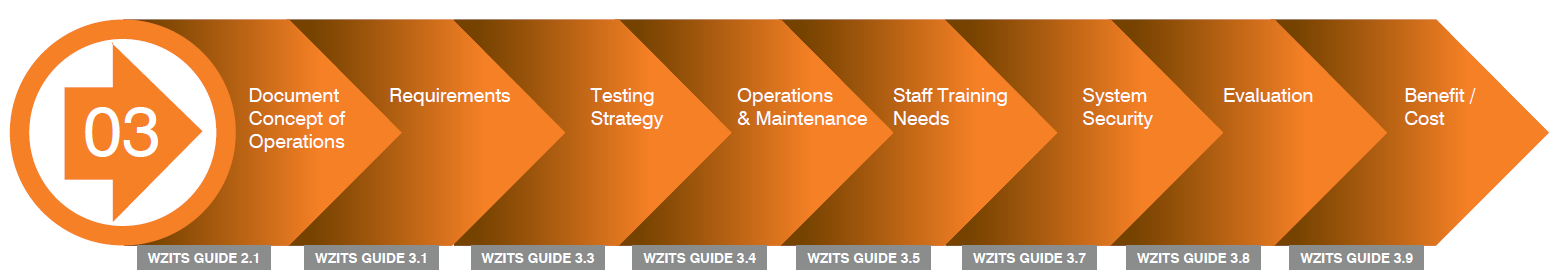 03
Document
Concept of
Operations
Requirements
Testing
Strategy
Operations
& Maintenance
Staff Training
Needs
System
Security
Evaluation
Benefit /
Cost
WZITS GUIDE 2.1
WZITS GUIDE 3.1
WZITS GUIDE 3.3
WZITS GUIDE 3.4
WZITS GUIDE 3.5
WZITS GUIDE 3.7
WZITS GUIDE 3.8
WZITS GUIDE 3.9